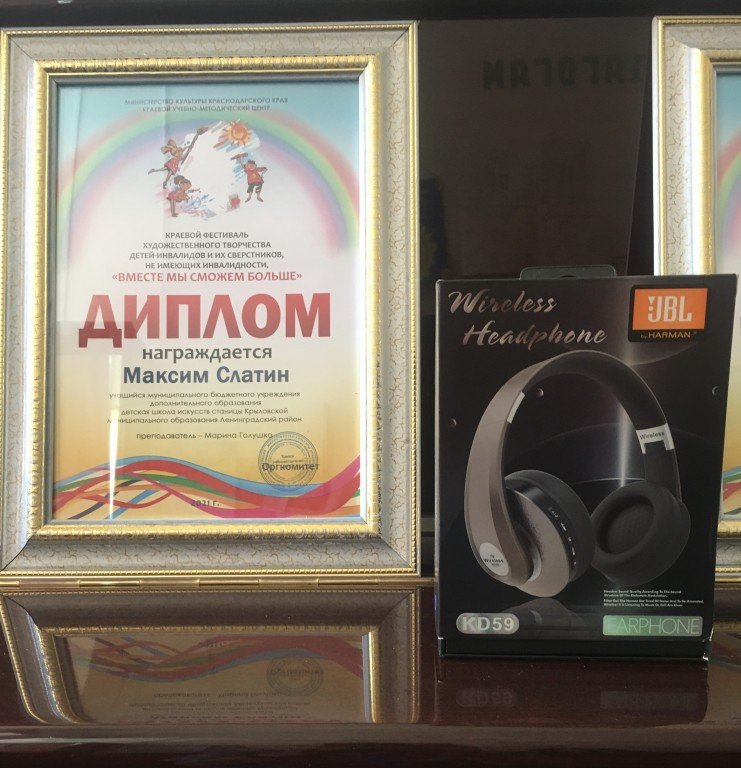 МИНИСТЕРСТВО КУЛЬТУРЫ КРАСНОДАРСКОГО КРАЯ
КРАЕВОЙ УЧЕБНО-МЕТОДИЧЕСКИЙ ЦЕНТР
КРАЕВОЙ ФЕСТИВАЛЬ
ХУДОЖЕСТВЕННОГО ТВОРЧЕСТВА
ДЕТЕЙ-ИНВАЛИДОВ И ИХ СВЕРСТНИКОВ,
НЕ ИМЕЮЩИХ ИНВАЛИДНОСТИ,
«ВМЕСТЕ МЫ СМОЖЕМ БОЛЬШЕ»
ДИПЛОМ
награждается
Максим Слатин
учащийся муниципального бюджетного учреждения
дополнительного образования
детская школа искусств станицы Крыловской
муниципального образования Ленинградский район
преподаватель – Марина Голушко
Оргкомитет
2021 г.
Wireless
Headphone
JBL
by HARMAN
Wireless
Wireless
KD59
EARPHONE